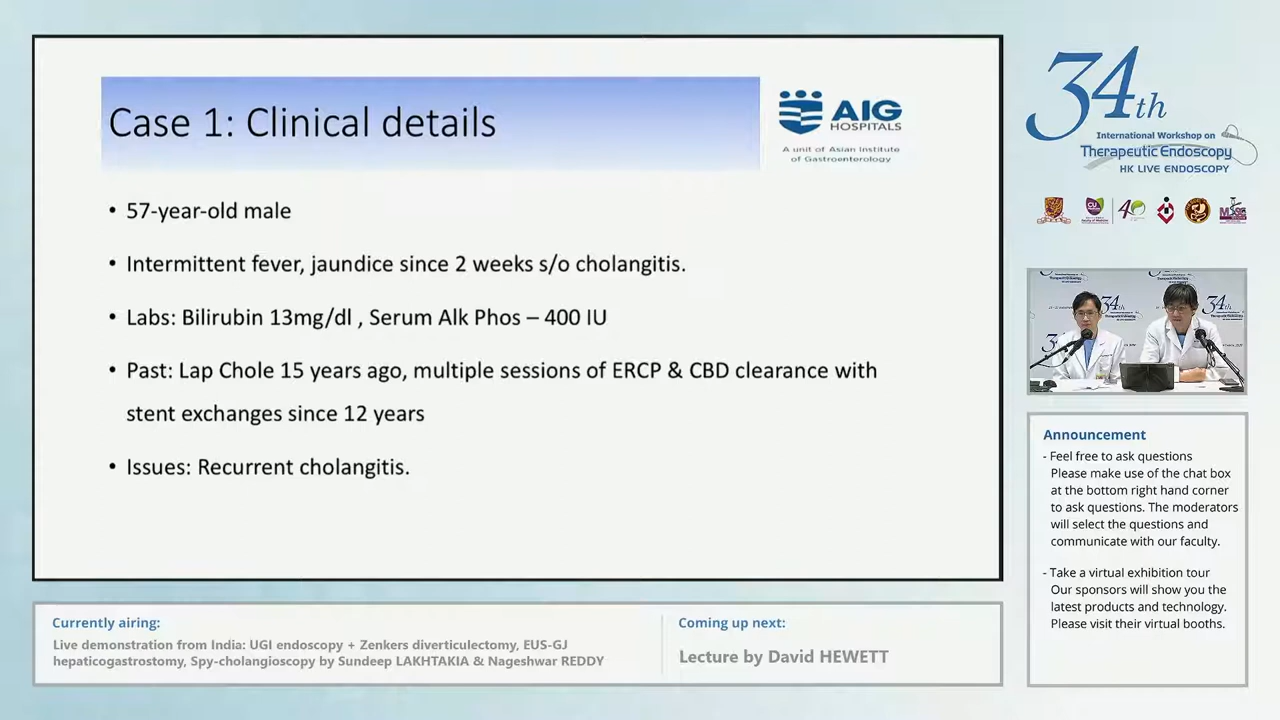 Case 1: Clinical details
AIG
HOSPITALS
A unit of Asian Institute
of Gastroenterology
• 57-year-old male
• Intermittent fever, jaundice since 2 weeks s/o cholangitis.
• Labs: Bilirubin 13mg/dl , Serum Alk Phos – 400 IU
• Past: Lap Chole 15 years ago, multiple sessions of ERCP & CBD clearance with
stent exchanges since 12 years
• Issues: Recurrent cholangitis.
34th
International Workshop on
Therapeutic Endoscopy
HK LIVE ENDOSCOPY
Announcement
- Feel free to ask questions
Please make use of the chat box
at the bottom right hand corner
to ask questions. The moderators
will select the questions and
communicate with our faculty.
- Take a virtual exhibition tour
Our sponsors will show you the
latest products and technology.
Please visit their virtual booths.
Currently airing:
Live demonstration from India: UGI endoscopy + Zenkers diverticulectomy, EUS-GJ
hepaticogastrostomy, Spy-cholangioscopy by Sundeep LAKHTAKIA & Nageshwar REDDY
Coming up next:
Lecture by David HEWETT